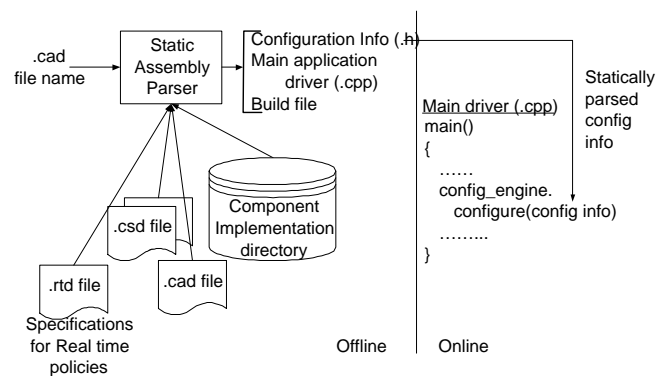 .cad
file name
Static
Assembly
Parser
Configuration Info (.h)
Main application
driver (.cpp)
Build file
Statically
parsed
config
info
Main driver (.cpp)
main()
{
……
config_engine.
configure(config info)
……...
}
Component
Implementation
directory
.csd file
.rtd file
.cad file
Specifications
for Real time
policies
Offline
Online